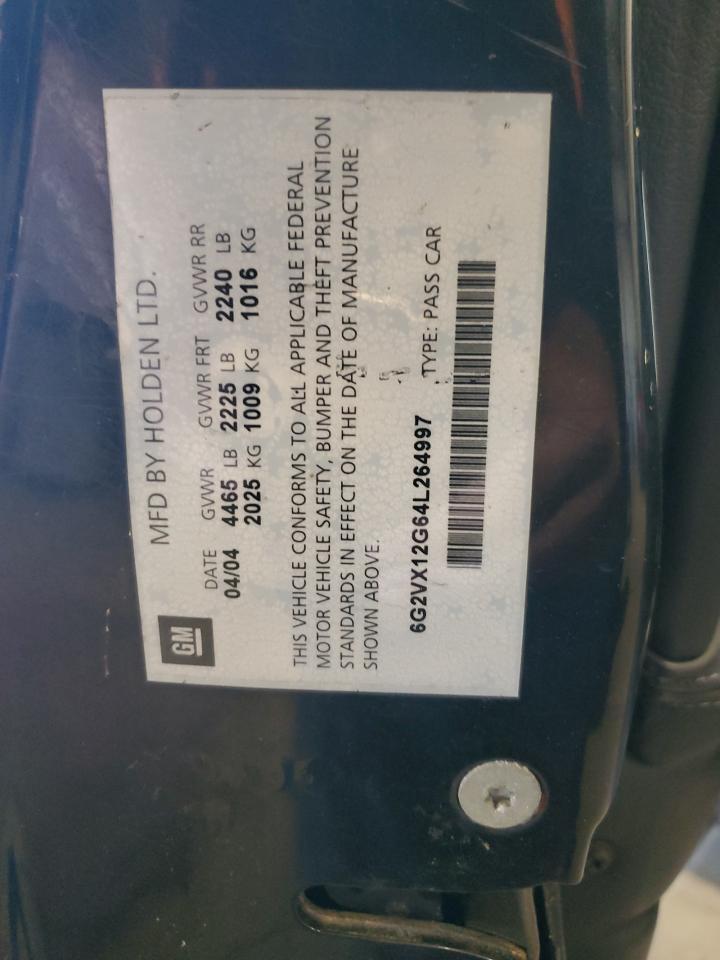 GM
MFD BY HOLDEN LTD.
DATE GVWR GVWR FRT GVWR RR
04/04 4465 LB 2225 LB 2240 LB
2025 KG 1009 KG 1016 KG
THIS VEHICLE CONFORMS TO ALL APPLICABLE FEDERAL
MOTOR VEHICLE SAFETY, BUMPER AND THEFT PREVENTION
STANDARDS IN EFFECT ON THE DATE OF MANUFACTURE
SHOWN ABOVE.
6G2VX12G64L264997 TYPE: PASS CAR